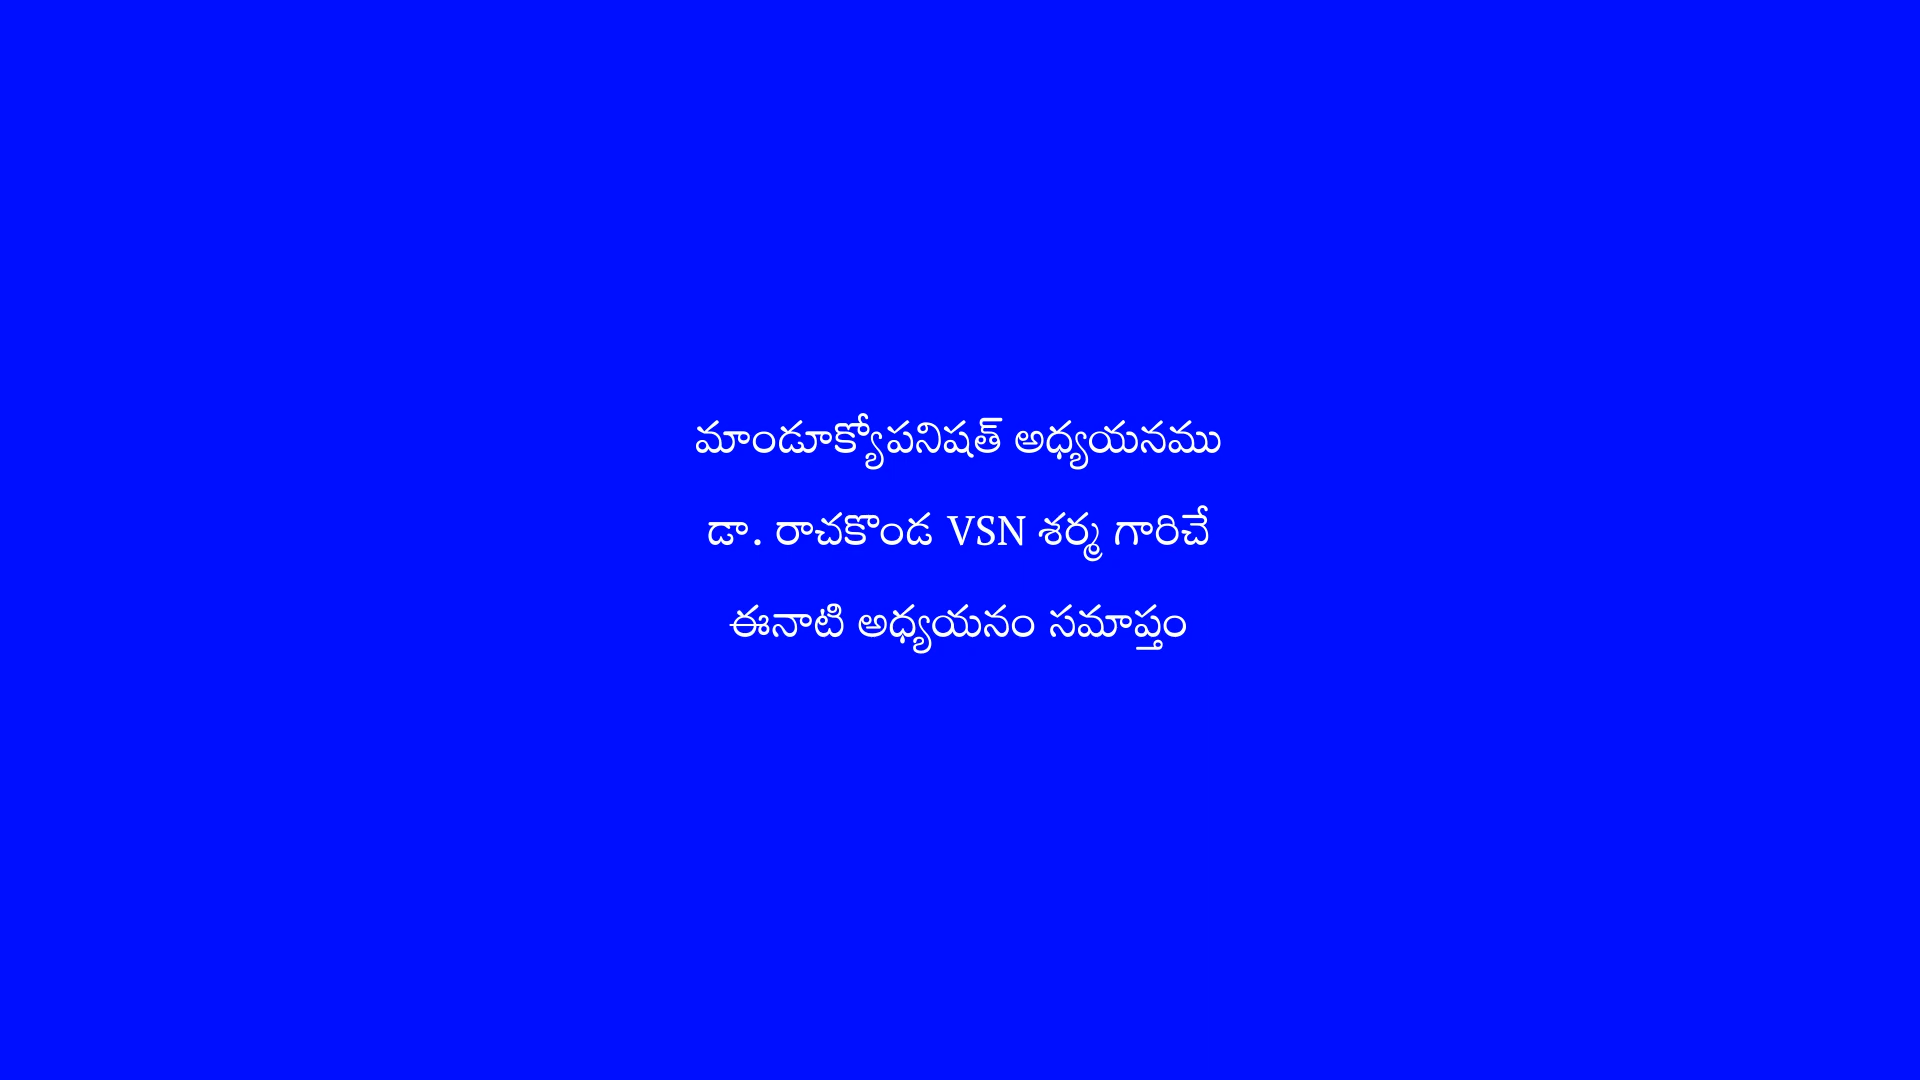 మాండూక్యోపనిషత్ అధ్యయనము
డా. రాచకొండ VSN శర్మ గారిచే
ఈనాటి అధ్యయనం సమాప్తం